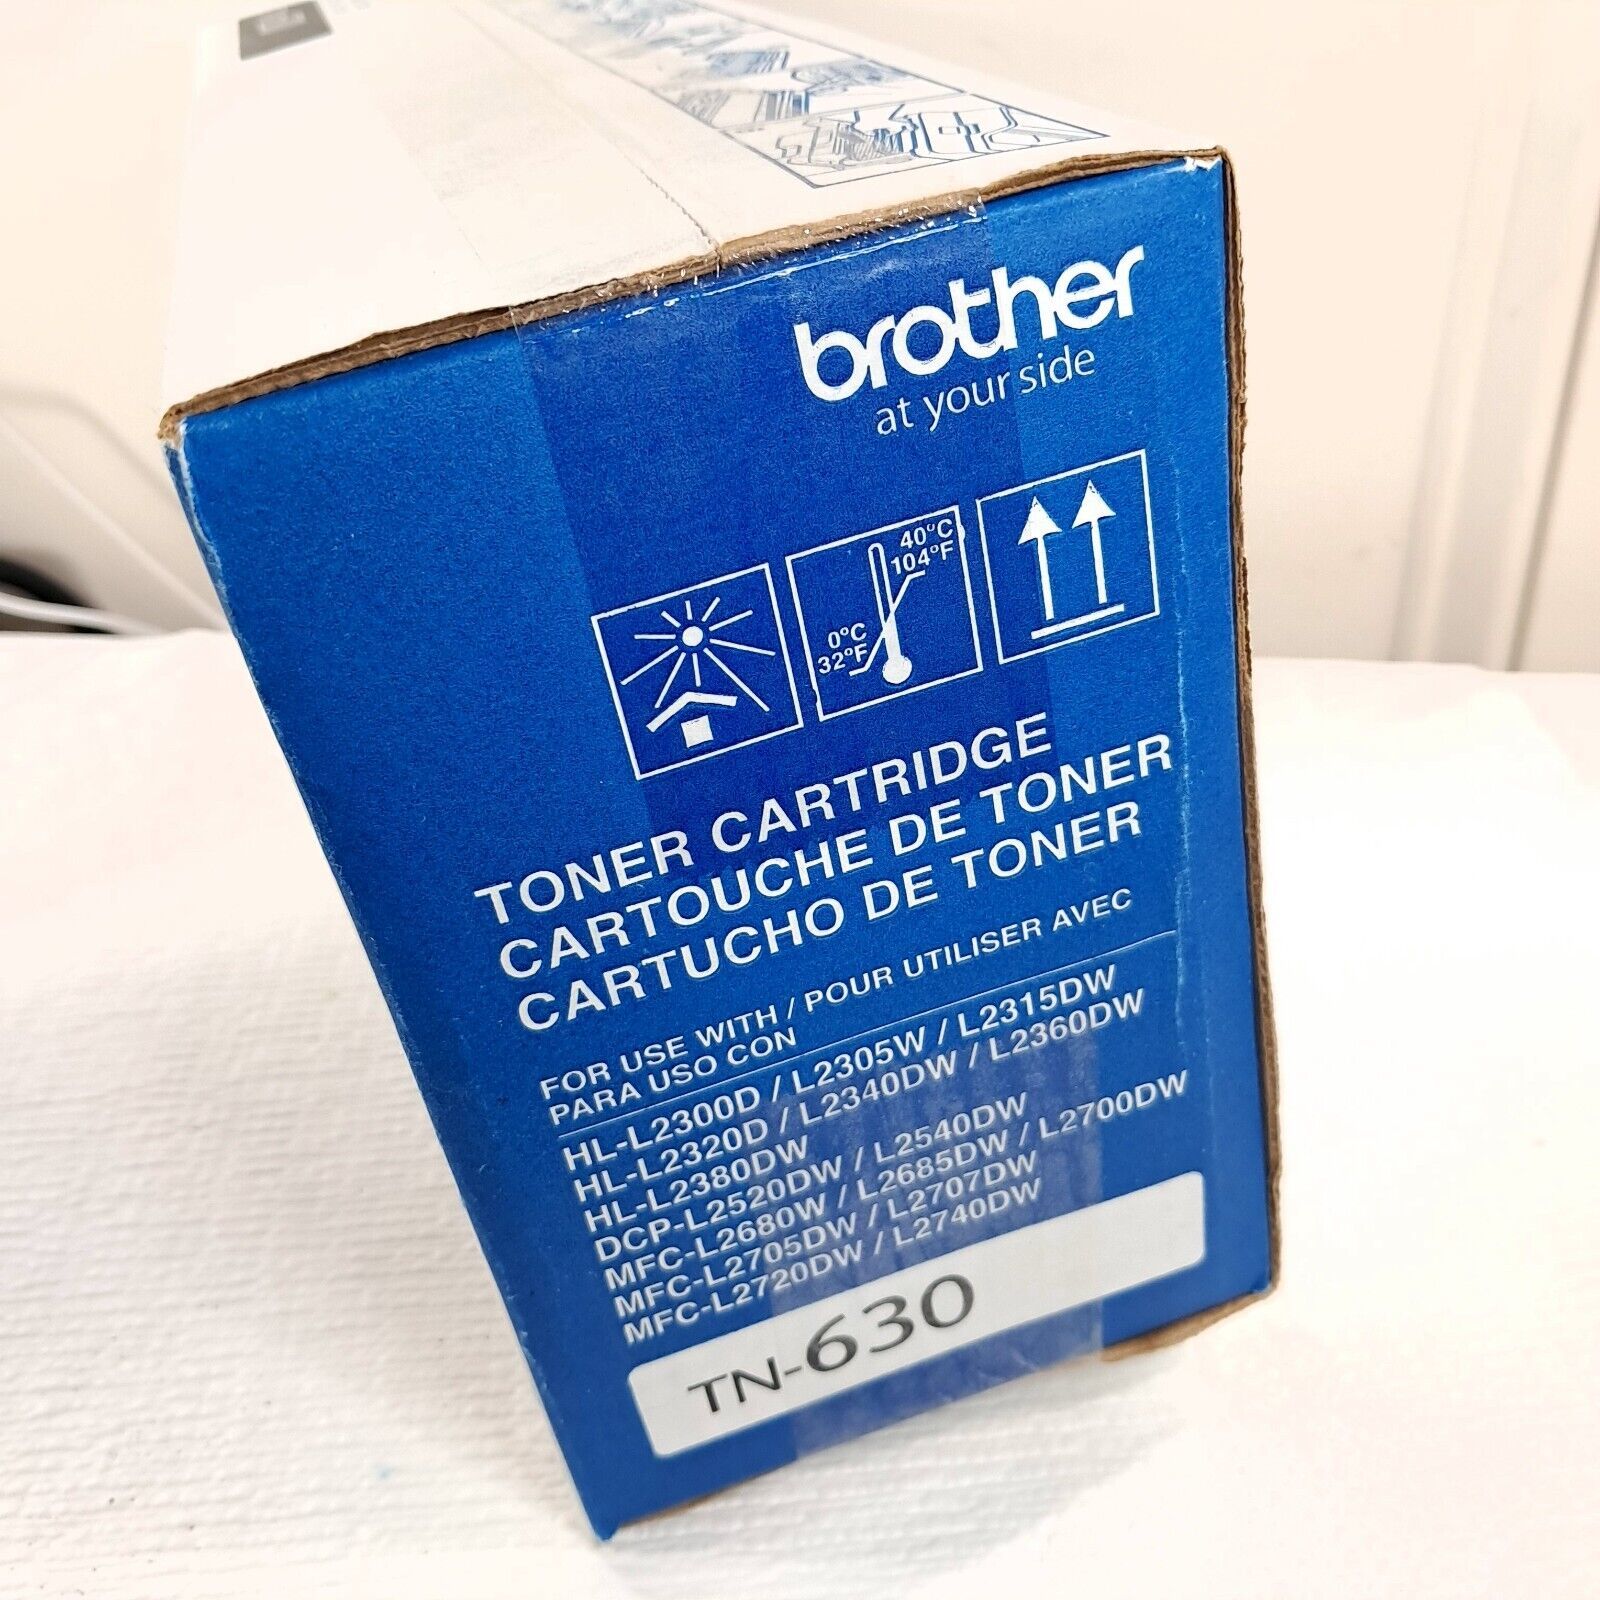 brother
at your side
40°C
104°F
0°C
32°F
TONER CARTRIDGE
CARTOUCHE DE TONER
CARTUCHO DE TONER
FOR USE WITH / POUR UTILISER AVEC
PARA USO CON
HL-L2300D / L2305W / L2315DW
HL-L2320D / L2340DW / L2360DW
HL-L2380DW
DCP-L2520DW / L2540DW
MFC-L2680W / L2685DW / L2700DW
MFC-L2705DW / L2707DW
MFC-L2720DW / L2740DW
TN-630